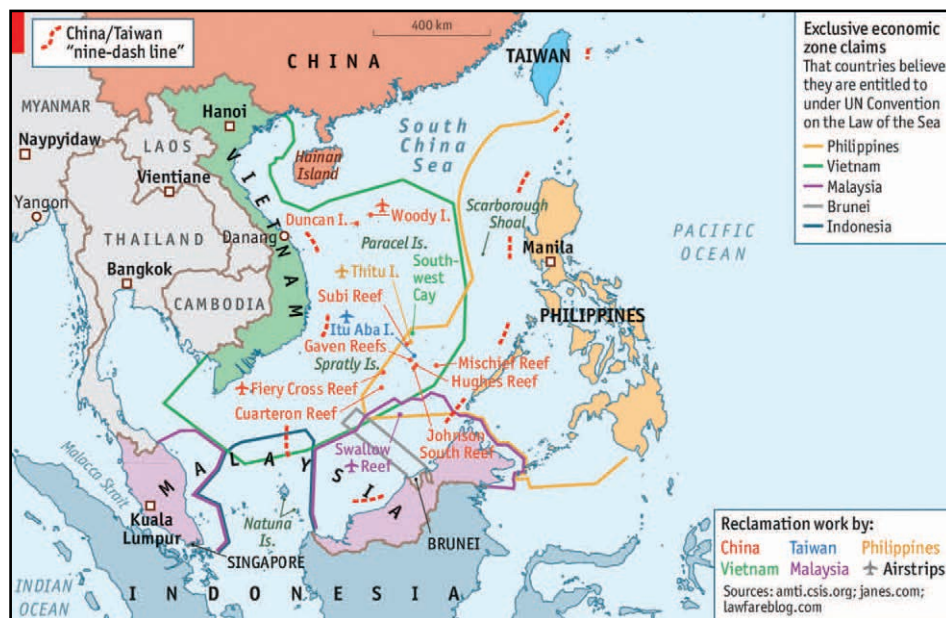 China/Taiwan
“nine-dash line”
400 km
CHINA
TAIWAN
Exclusive economic
zone claims
That countries believe
they are entitled to
under UN Convention
on the Law of the Sea
Philippines
Vietnam
Malaysia
Brunei
Indonesia
MYANMAR
Naypyidaw
Hanoi
LAOS
Vientiane
VIETNAM
Hainan
Island
South
China
Sea
Yangon
THAILAND
Danang
Duncan I.
Woody I.
Paracel Is.
Scarborough
Shoal
Manila
PACIFIC
OCEAN
Bangkok
CAMBODIA
Thitu I.
South-
west
Cay
Subi Reef
Itu Aba I.
PHILIPPINES
Gaven Reefs
Spratly Is.
Mischief Reef
Hughes Reef
Fiery Cross Reef
Cuarteron Reef
Johnson
South Reef
Swallow
Reef
Malacca Strait
MALAYSIA
Kuala
Lumpur
Natuna
Is.
SINGAPORE
BRUNEI
INDIAN
OCEAN
INDONESIA
Reclamation work by:
China Taiwan Philippines
Vietnam Malaysia Airstrips
Sources: amti.csis.org; janes.com;
lawfareblog.com